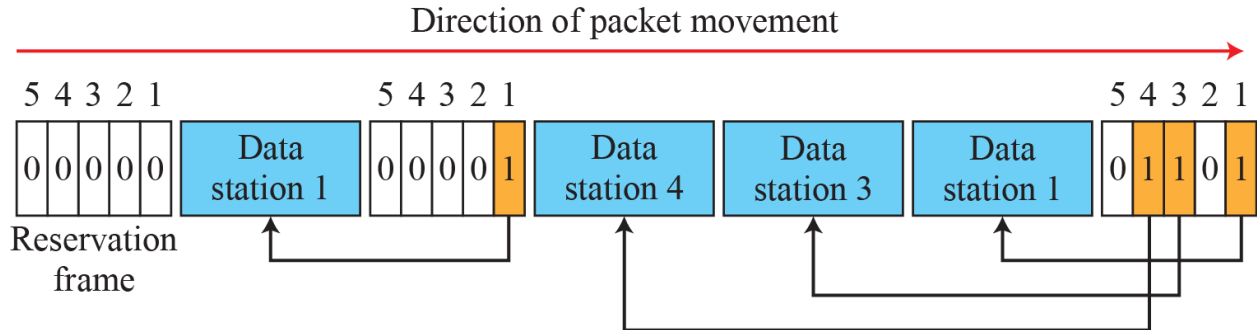 Direction of packet movement
5 4 3 2 1
5 4 3 2 1
5 4 3 2 1
0 0 0 0 0
Data
station 1
0 0 0 0 1
Data
station 4
Data
station 3
Data
station 1
0 1 1 0 1
Reservation
frame